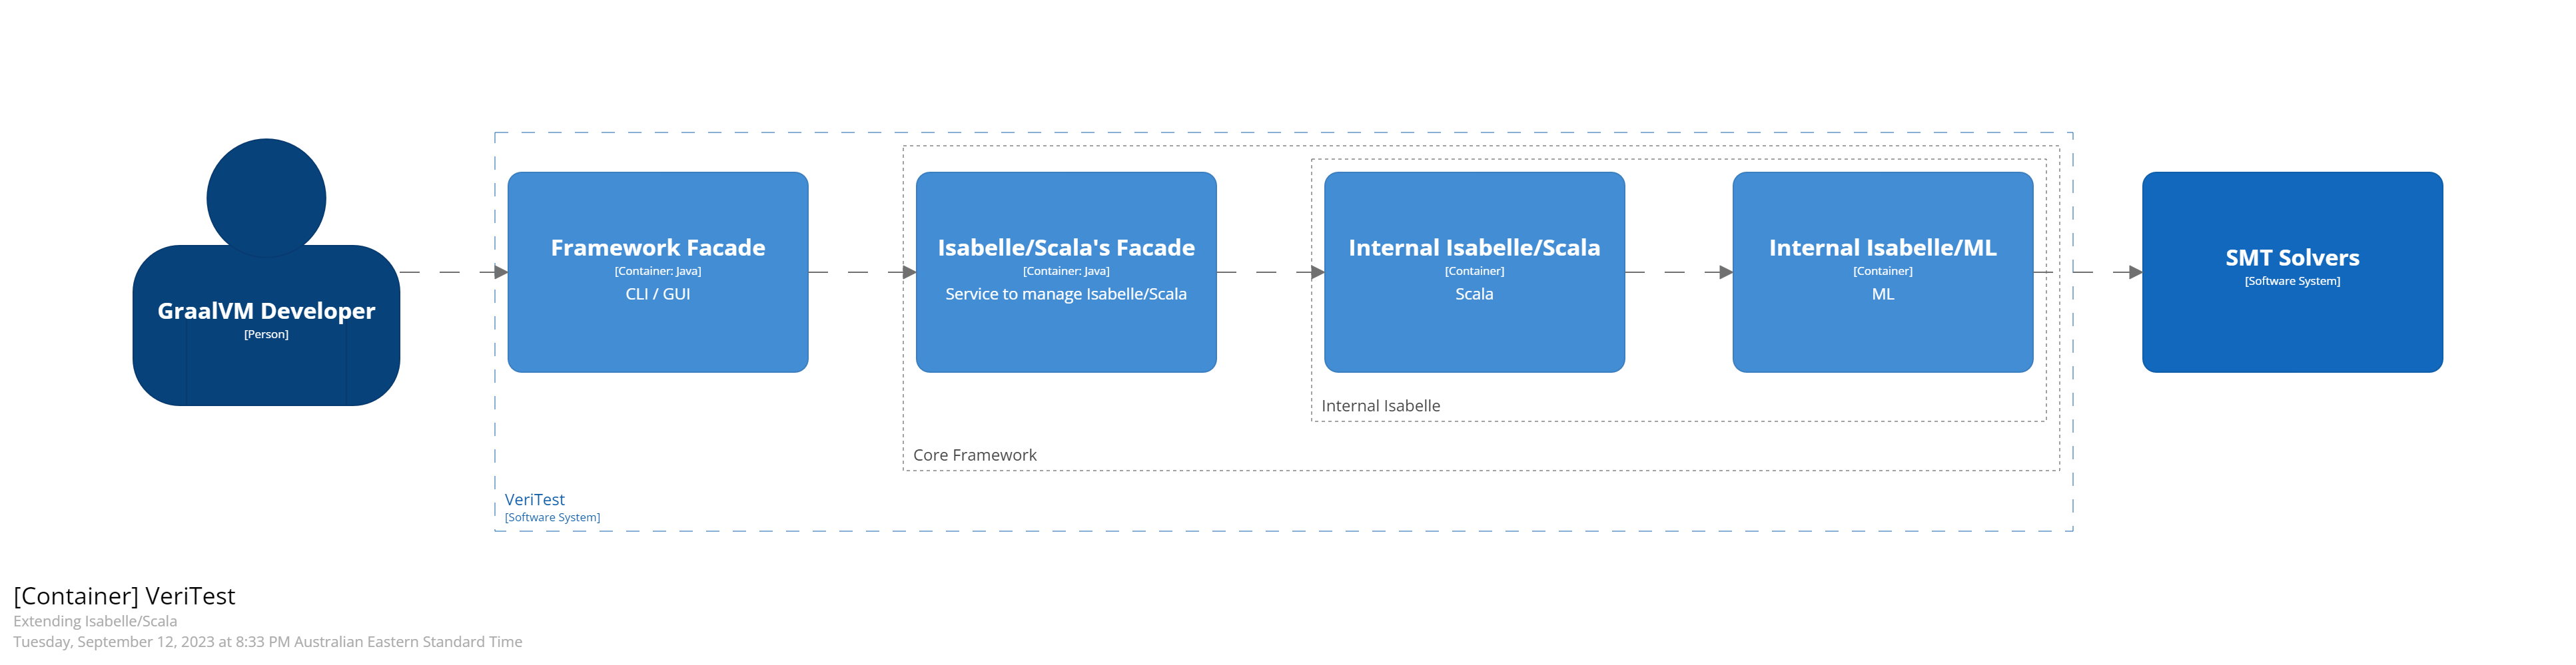 GraalVM Developer
[Person]
Framework Facade
[Container: Java]
CLI / GUI
Isabelle/Scala's Facade
[Container: Java]
Service to manage Isabelle/Scala
Internal Isabelle/Scala
[Container]
Scala
Internal Isabelle/ML
[Container]
ML
SMT Solvers
[Software System]
Internal Isabelle
Core Framework
VeriTest
[Software System]
[Container] VeriTest
Extending Isabelle/Scala
Tuesday, September 12, 2023 at 8:33 PM Australian Eastern Standard Time